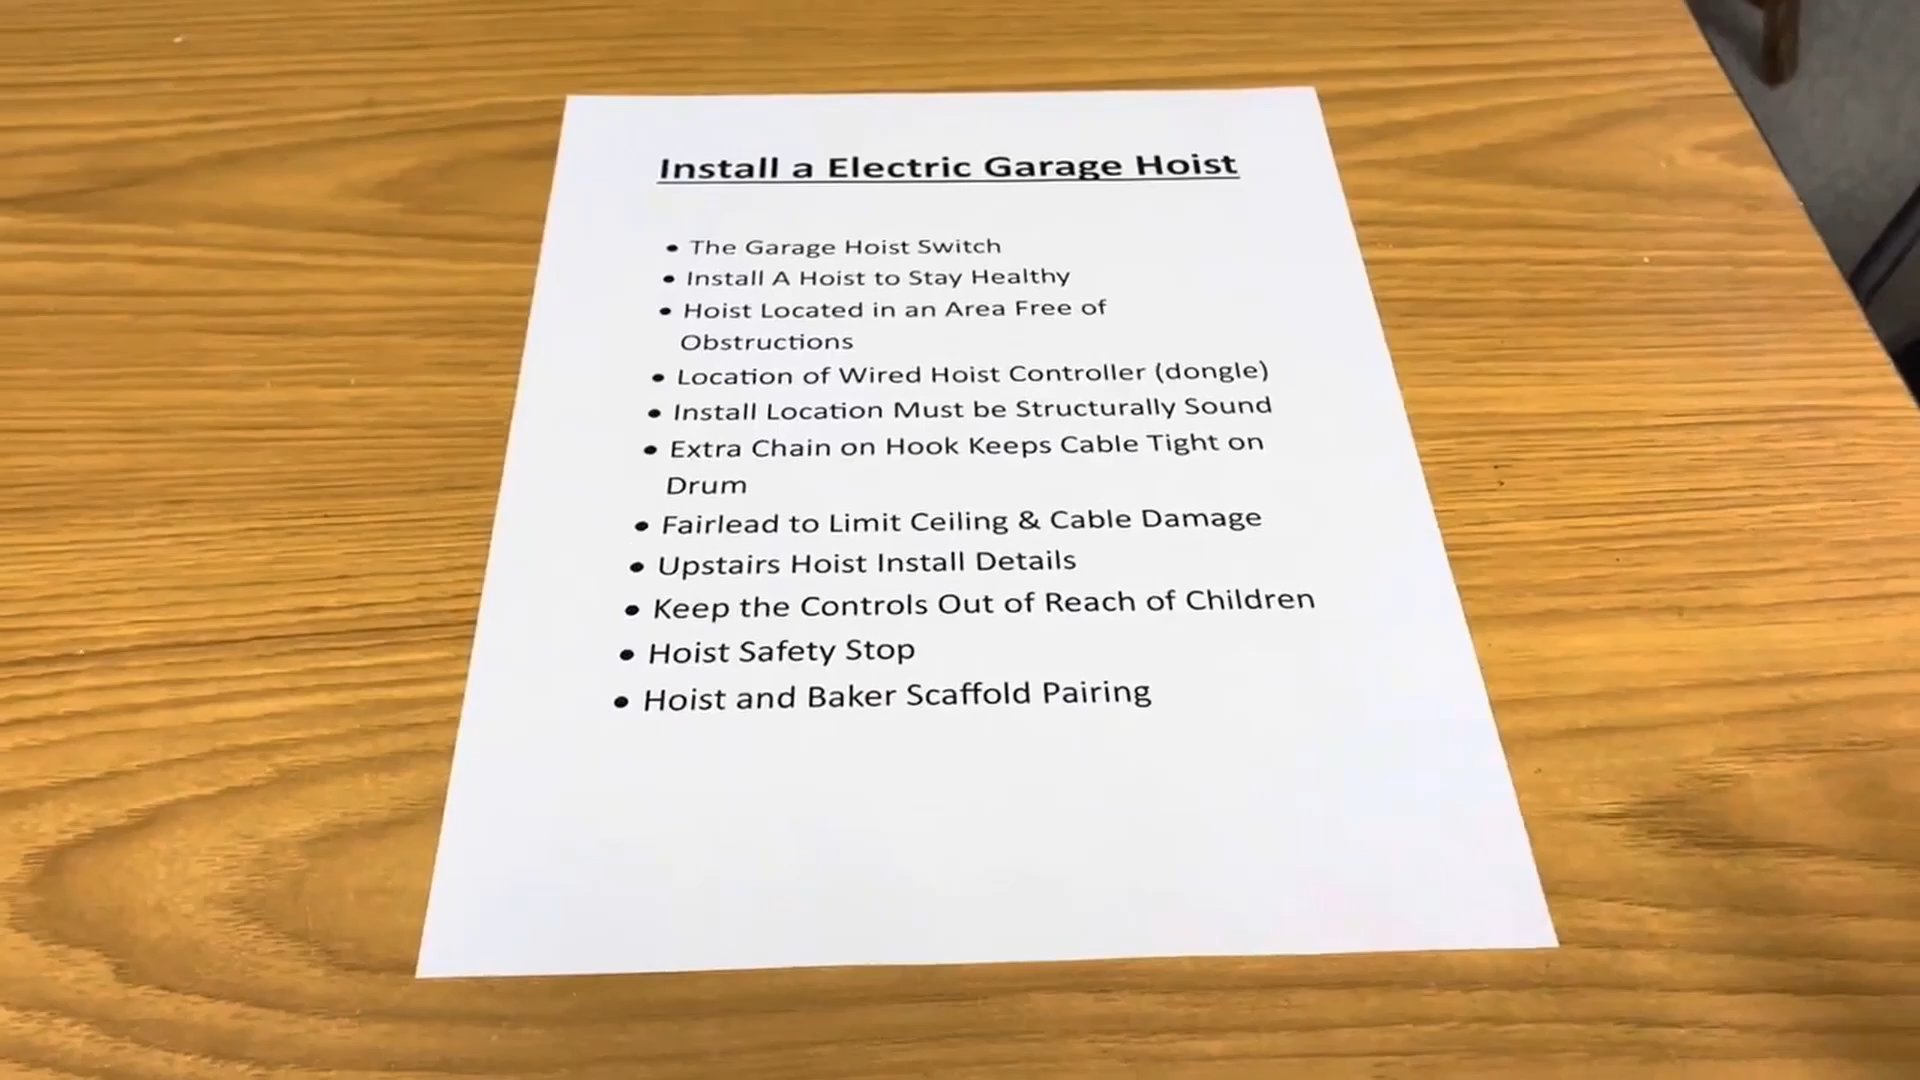 Install a Electric Garage Hoist
• The Garage Hoist Switch
• Install A Hoist to Stay Healthy
• Hoist Located in an Area Free of
Obstructions
• Location of Wired Hoist Controller (dongle)
• Install Location Must be Structurally Sound
• Extra Chain on Hook Keeps Cable Tight on
Drum
• Fairlead to Limit Ceiling & Cable Damage
• Upstairs Hoist Install Details
• Keep the Controls Out of Reach of Children
• Hoist Safety Stop
• Hoist and Baker Scaffold Pairing